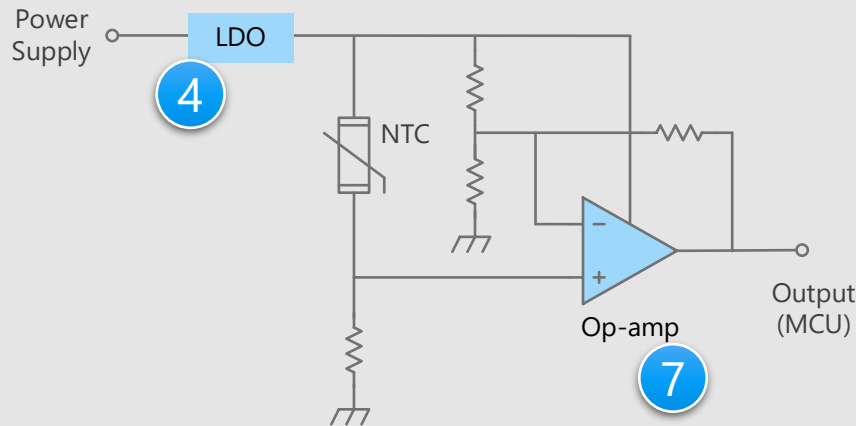 Power
Supply
LDO
4
NTC
−
+
Op-amp
7
Output
(MCU)